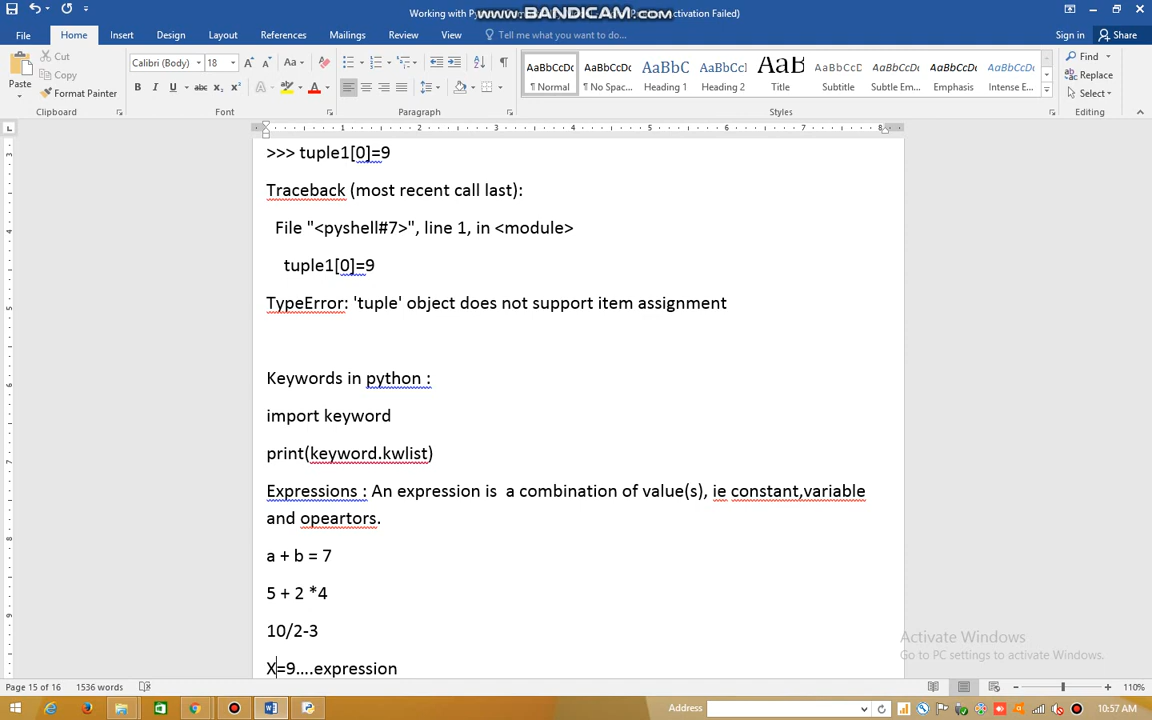 Working with Py
www.BANDICAM.com
ctivation Failed)
File Home Insert Design Layout References Mailings Review View Tell me what you want to do... Sign in Share
Paste Cut Copy Format Painter
Calibri (Body) 18
AaBbCcDc AaBbCcDc AaBbC AaBbCcl AaB AaBbCcD AaBbCcDc AaBbCcDc AaBbCcDc
¶ Normal ¶ No Spac... Heading 1 Heading 2 Title Subtitle Subtle Em... Emphasis Intense E...
Find Replace Select
Clipboard Font Paragraph Styles Editing
>>> tuple1[0]=9
Traceback (most recent call last):
File "<pyshell#7>", line 1, in <module>
tuple1[0]=9
TypeError: 'tuple' object does not support item assignment
Keywords in python :
import keyword
print(keyword.kwlist)
Expressions : An expression is  a combination of value(s), ie constant,variable
and opeartors.
a + b = 7
5 + 2 *4
10/2-3
X=9....expression
Activate Windows
Go to PC settings to activate Windows.
Page 15 of 16 1536 words 110%
Address 10:57 AM